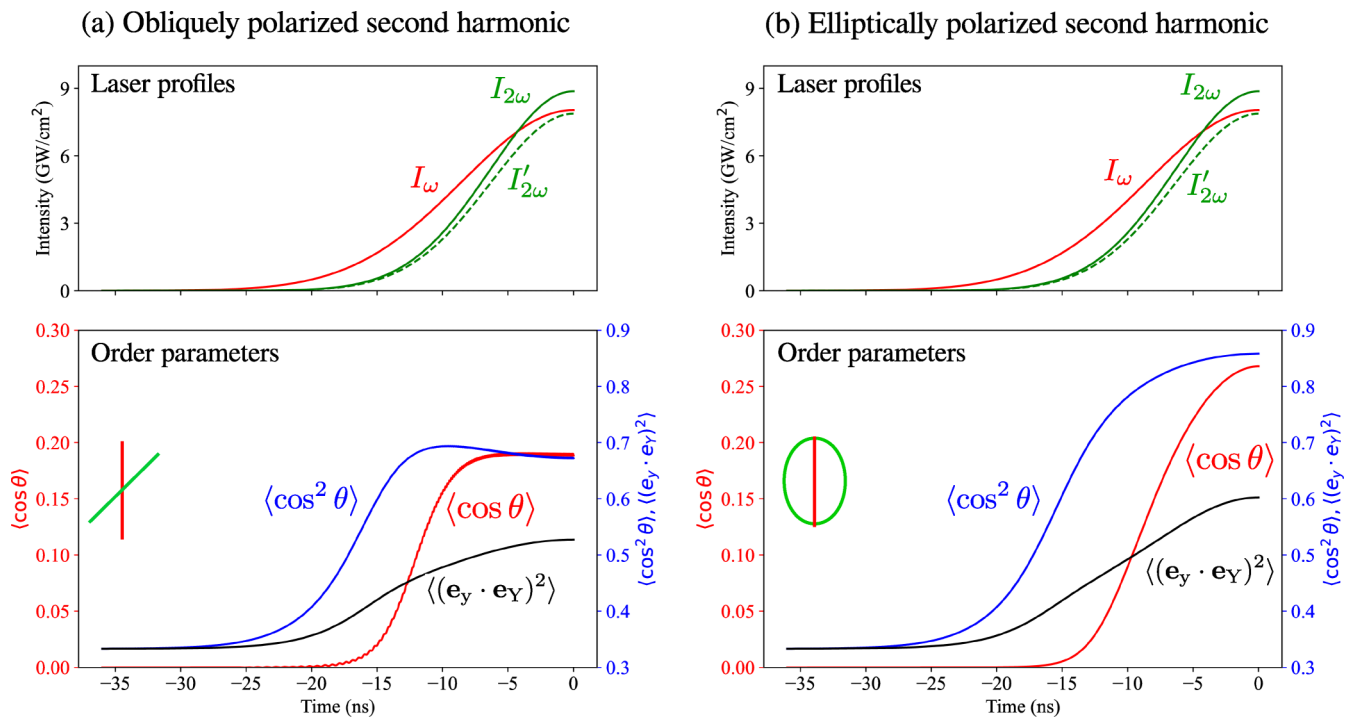 (a) Obliquely polarized second harmonic
Laser profiles
Intensity (GW/cm²)
9
6
3
0
I_{2ω}
I_ω
I′_{2ω}
Order parameters
⟨cosθ⟩
0.30
0.25
0.20
0.15
0.10
0.05
0.00
⟨cos² θ⟩
⟨cos θ⟩
⟨(e_y · e_Y)²⟩
0.9
0.8
0.7
0.6
0.5
0.4
0.3
⟨cos² θ⟩, ⟨(e_y · e_Y)²⟩
−35 −30 −25 −20 −15 −10 −5 0
Time (ns)
(b) Elliptically polarized second harmonic
Laser profiles
Intensity (GW/cm²)
9
6
3
0
I_{2ω}
I_ω
I′_{2ω}
Order parameters
⟨cosθ⟩
0.30
0.25
0.20
0.15
0.10
0.05
0.00
⟨cos² θ⟩
⟨cos θ⟩
⟨(e_y · e_Y)²⟩
0.9
0.8
0.7
0.6
0.5
0.4
0.3
⟨cos² θ⟩, ⟨(e_y · e_Y)²⟩
−35 −30 −25 −20 −15 −10 −5 0
Time (ns)